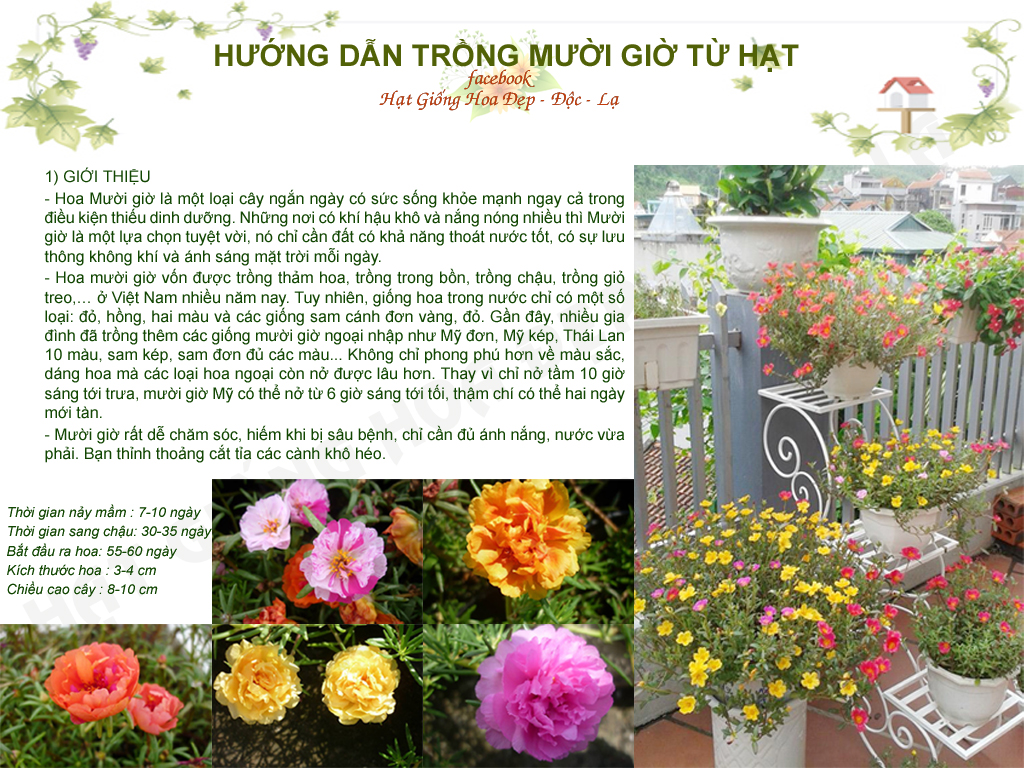 HƯỚNG DẪN TRỒNG MƯỜI GIỜ TỪ HẠT
facebook
Hạt Giống Hoa Đẹp - Độc - Lạ
1) GIỚI THIỆU
- Hoa Mười giờ là một loại cây ngắn ngày có sức sống khỏe mạnh ngay cả trong
điều kiện thiếu dinh dưỡng. Những nơi có khí hậu khô và nắng nóng nhiều thì Mười
giờ là một lựa chọn tuyệt vời, nó chỉ cần đất có khả năng thoát nước tốt, có sự lưu
thông không khí và ánh sáng mặt trời mỗi ngày.
- Hoa mười giờ vốn được trồng thảm hoa, trồng trong bồn, trồng chậu, trồng giỏ
treo,... ở Việt Nam nhiều năm nay. Tuy nhiên, giống hoa trong nước chỉ có một số
loại: đỏ, hồng, hai màu và các giống sam cánh đơn vàng, đỏ. Gần đây, nhiều gia
đình đã trồng thêm các giống mười giờ ngoại nhập như Mỹ đơn, Mỹ kép, Thái Lan
10 màu, sam kép, sam đơn đủ các màu... Không chỉ phong phú hơn về màu sắc,
dáng hoa mà các loại hoa ngoại còn nở được lâu hơn. Thay vì chỉ nở tầm 10 giờ
sáng tới trưa, mười giờ Mỹ có thể nở từ 6 giờ sáng tới tối, thậm chí có thể hai ngày
mới tàn.
- Mười giờ rất dễ chăm sóc, hiếm khi bị sâu bệnh, chỉ cần đủ ánh nắng, nước vừa
phải. Bạn thỉnh thoảng cắt tỉa các cành khô héo.
Thời gian nảy mầm : 7-10 ngày
Thời gian sang chậu: 30-35 ngày
Bắt đầu ra hoa: 55-60 ngày
Kích thước hoa : 3-4 cm
Chiều cao cây : 8-10 cm